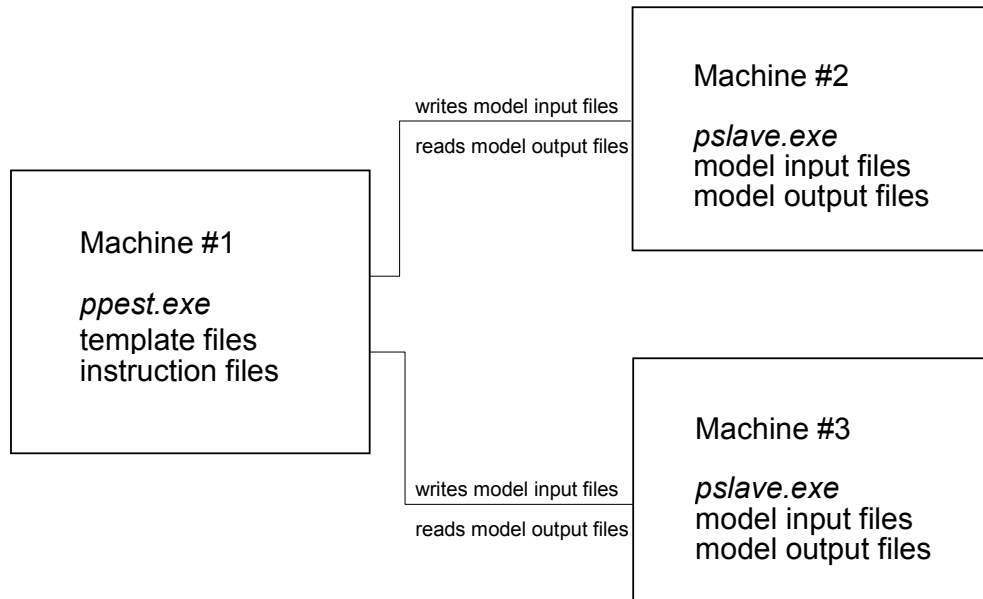 Machine #1
ppest.exe
template files
instruction files
writes model input files
reads model output files
Machine #2
pslave.exe
model input files
model output files
writes model input files
reads model output files
Machine #3
pslave.exe
model input files
model output files